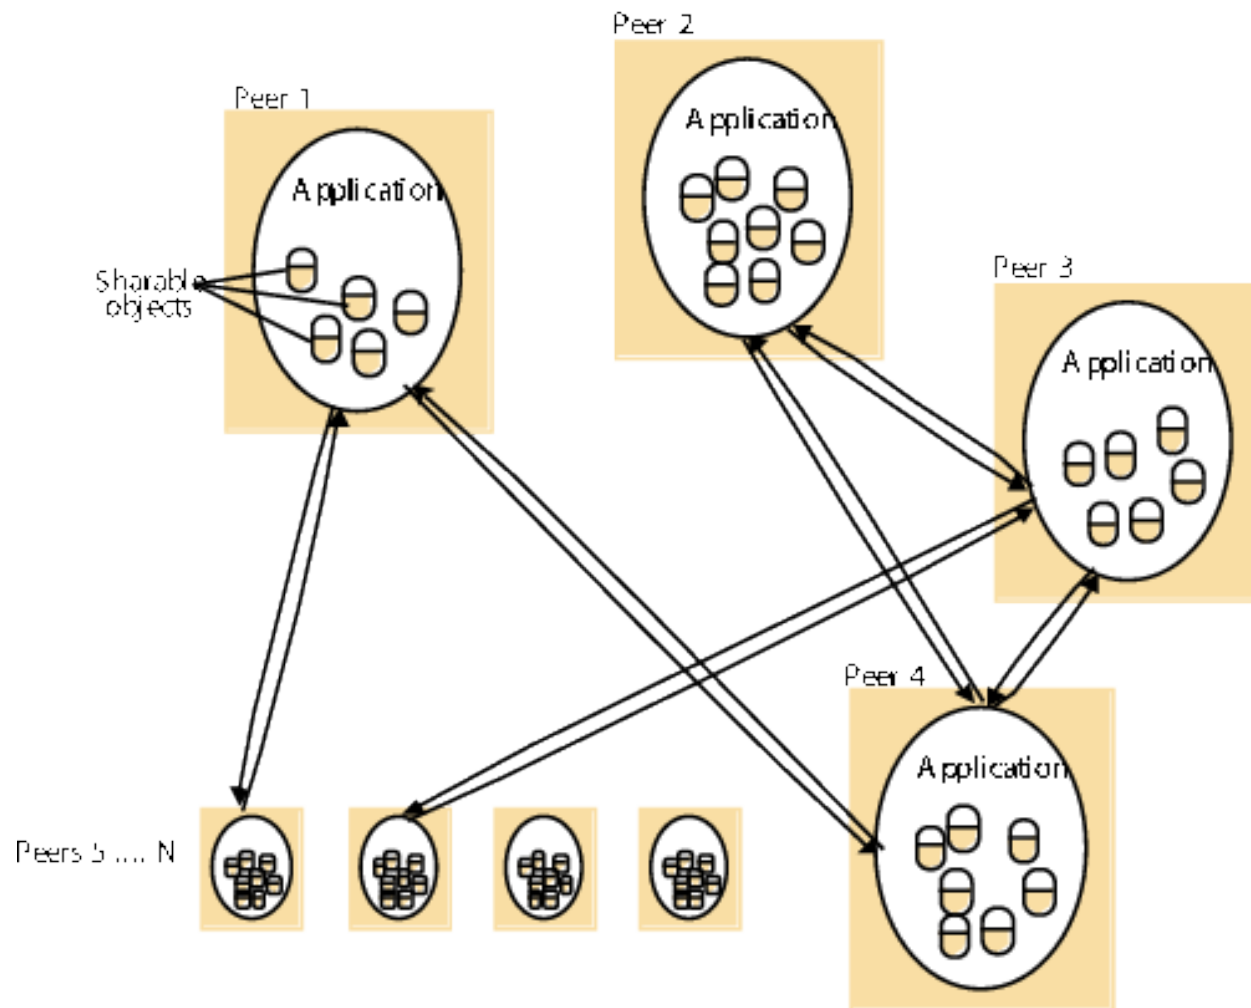 Peer 2
Peer 1
Application
Application
Peer 3
Sharable
objects
Application
Peer 4
Application
Peers 5 .... N